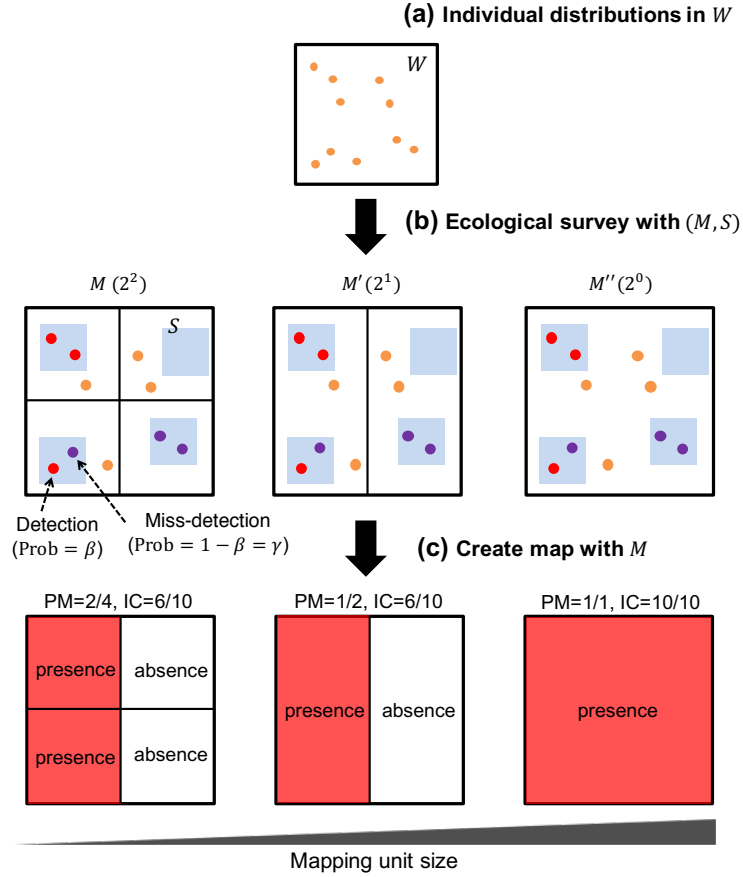 (a) Individual distributions in W
W
(b) Ecological survey with (M, S)
M (2²)
M′(2¹)
M′′(2⁰)
S
Detection
(Prob = β)
Miss-detection
(Prob = 1 − β = γ)
(c) Create map with M
PM=2/4, IC=6/10
PM=1/2, IC=6/10
PM=1/1, IC=10/10
presence
absence
presence
absence
presence
absence
presence
Mapping unit size